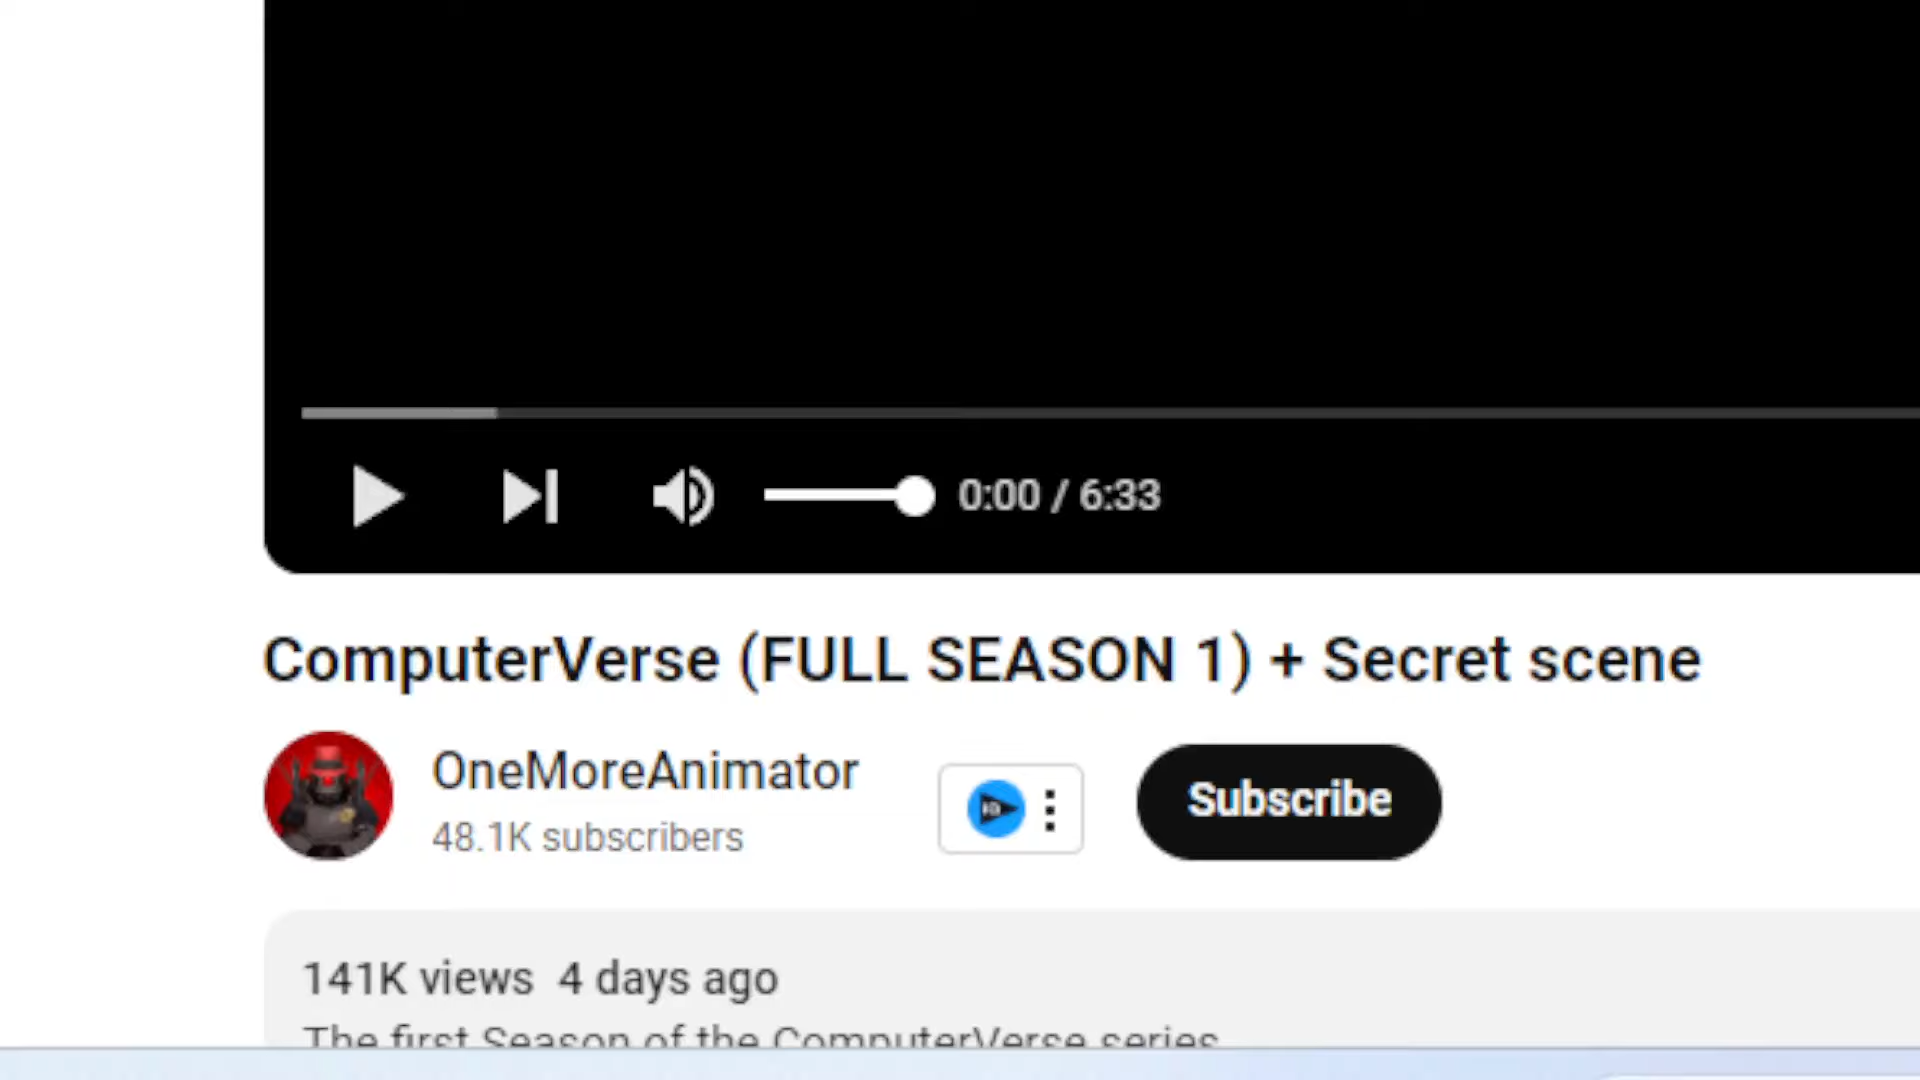 0:00 / 6:33
ComputerVerse (FULL SEASON 1) + Secret scene
OneMoreAnimator
48.1K subscribers
Subscribe
141K views 4 days ago
The first Season of the ComputerVerse series